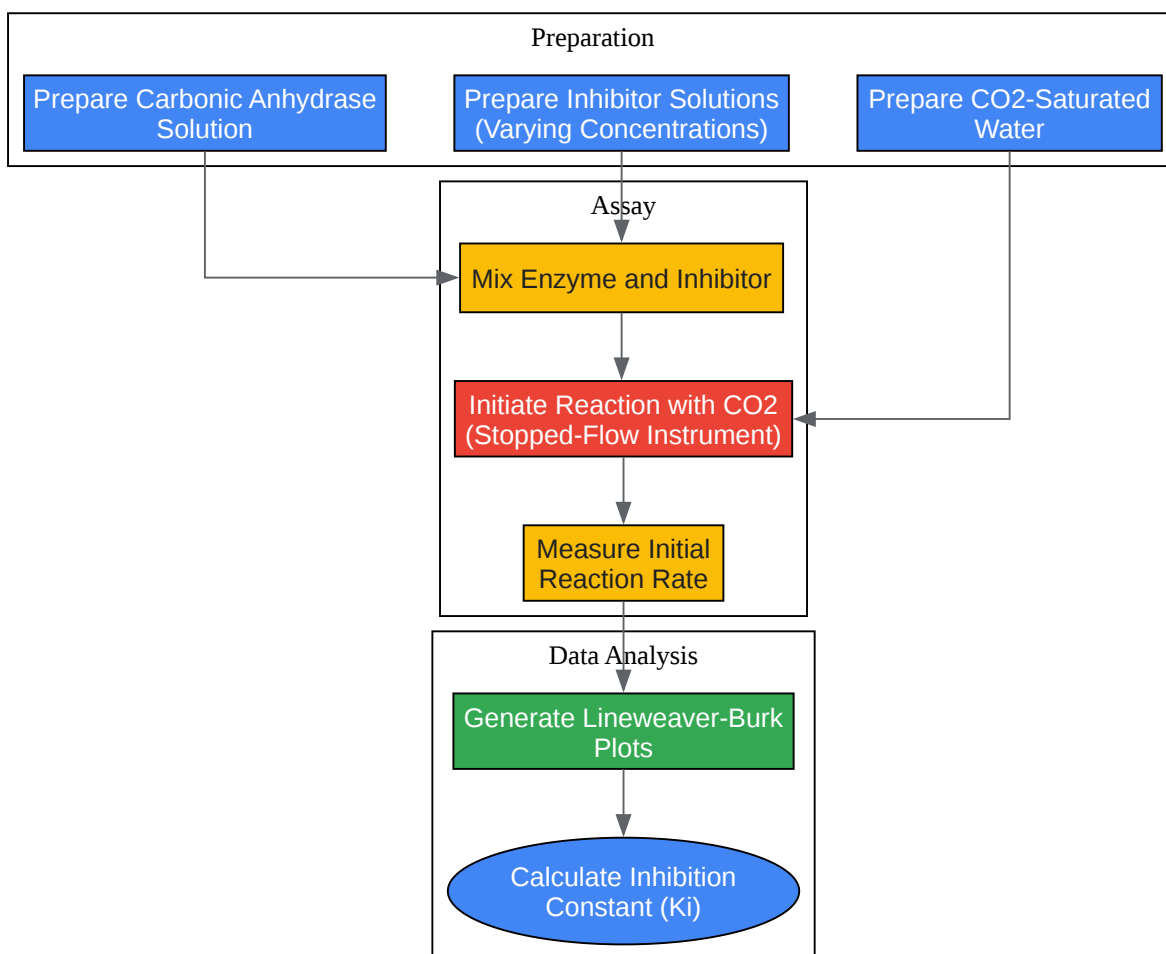 Preparation
Prepare Carbonic Anhydrase
Solution
Prepare Inhibitor Solutions
(Varying Concentrations)
Prepare CO2-Saturated
Water
Assay
Mix Enzyme and Inhibitor
Initiate Reaction with CO2
(Stopped-Flow Instrument)
Measure Initial
Reaction Rate
Data Analysis
Generate Lineweaver-Burk
Plots
Calculate Inhibition
Constant (Ki)